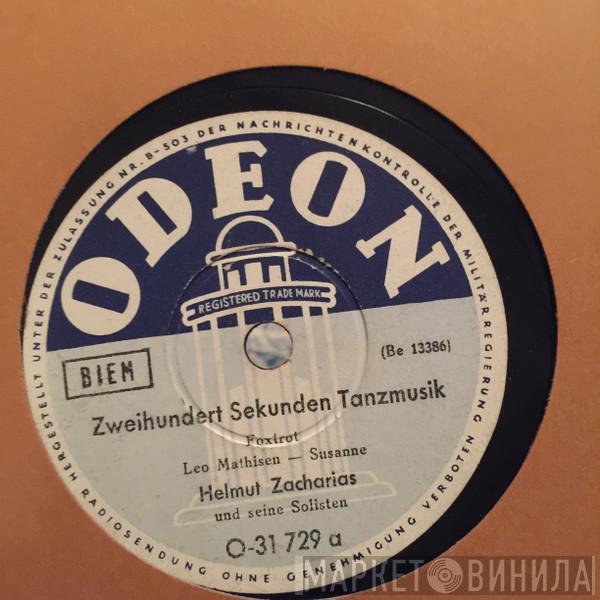 HERGESTELLT UNTER DER ZULASSUNG NR. B-503 DER NACHRICHTENKONTROLLE DER MILITÄRREGIERUNG
ODEON
REGISTERED TRADE MARK
BIEM
(Be 13386)
Zweihundert Sekunden Tanzmusik
Foxtrot
Leo Mathisen — Susanne
Helmut Zacharias
und seine Solisten
O-31 729 a
RADIOSENDUNG OHNE GENEHMIGUNG VERBOTEN
МАРКЕТ ВИНИЛА